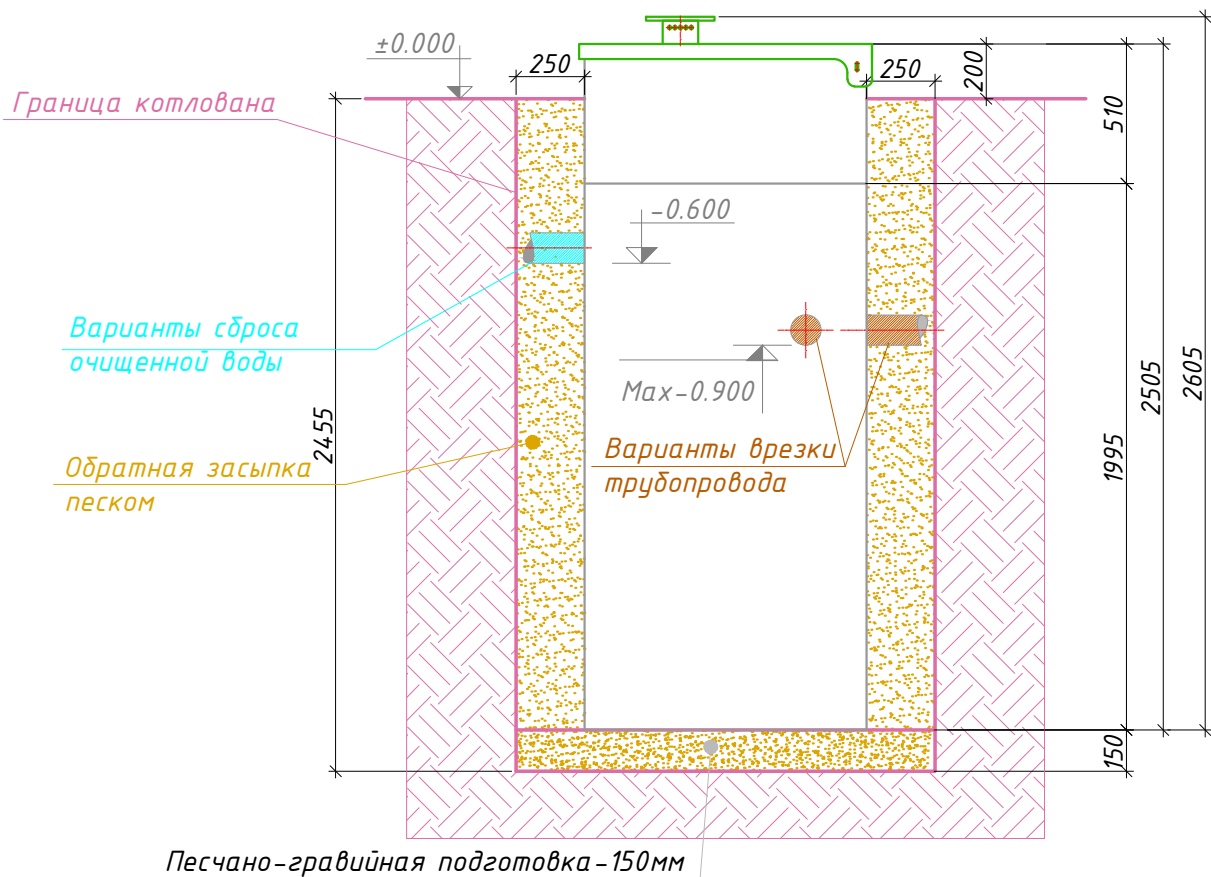 ±0.000
250
250
200
510
Граница котлована
-0.600
Варианты сброса
очищенной воды
Max-0.900
2455
2505
2605
1995
Обратная засыпка
песком
Варианты врезки
трубопровода
150
Песчано-гравийная подготовка-150мм